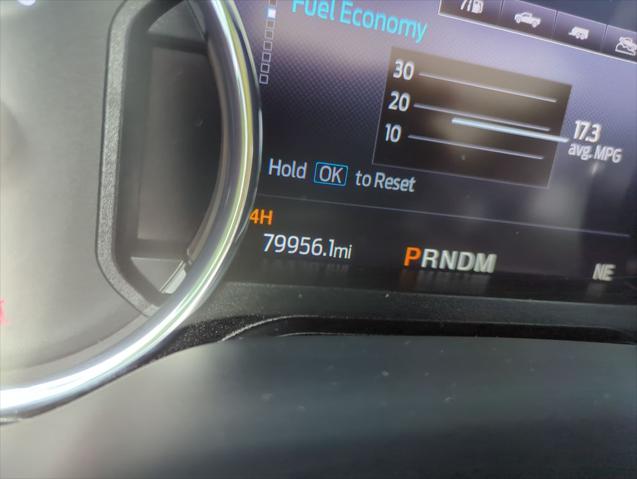 Fuel Economy
30
20
10
17.3
avg. MPG
Hold OK to Reset
4H
79956.1mi
PRNDM
NE